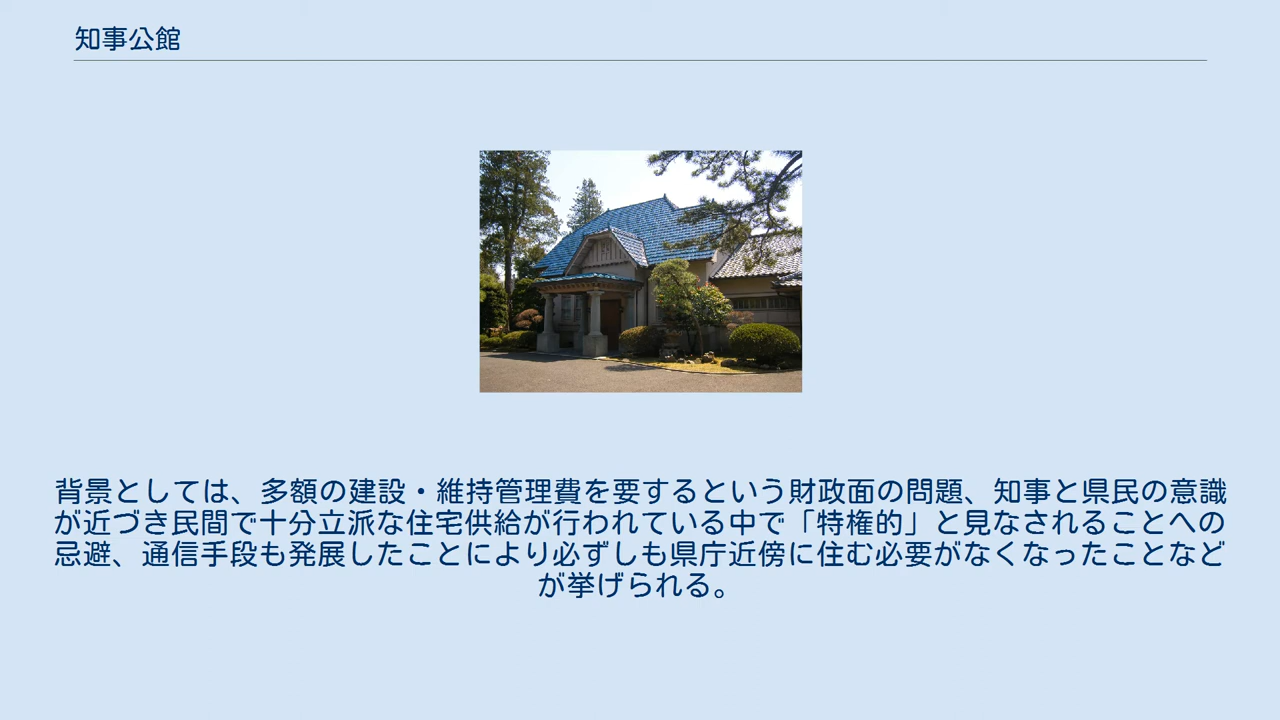 知事公館
背景としては、多額の建設・維持管理費を要するという財政面の問題、知事と県民の意識
が近づき民間で十分立派な住宅供給が行われている中で「特権的」と見なされることへの
忌避、通信手段も発展したことにより必ずしも県庁近傍に住む必要がなくなったことなど
が挙げられる。